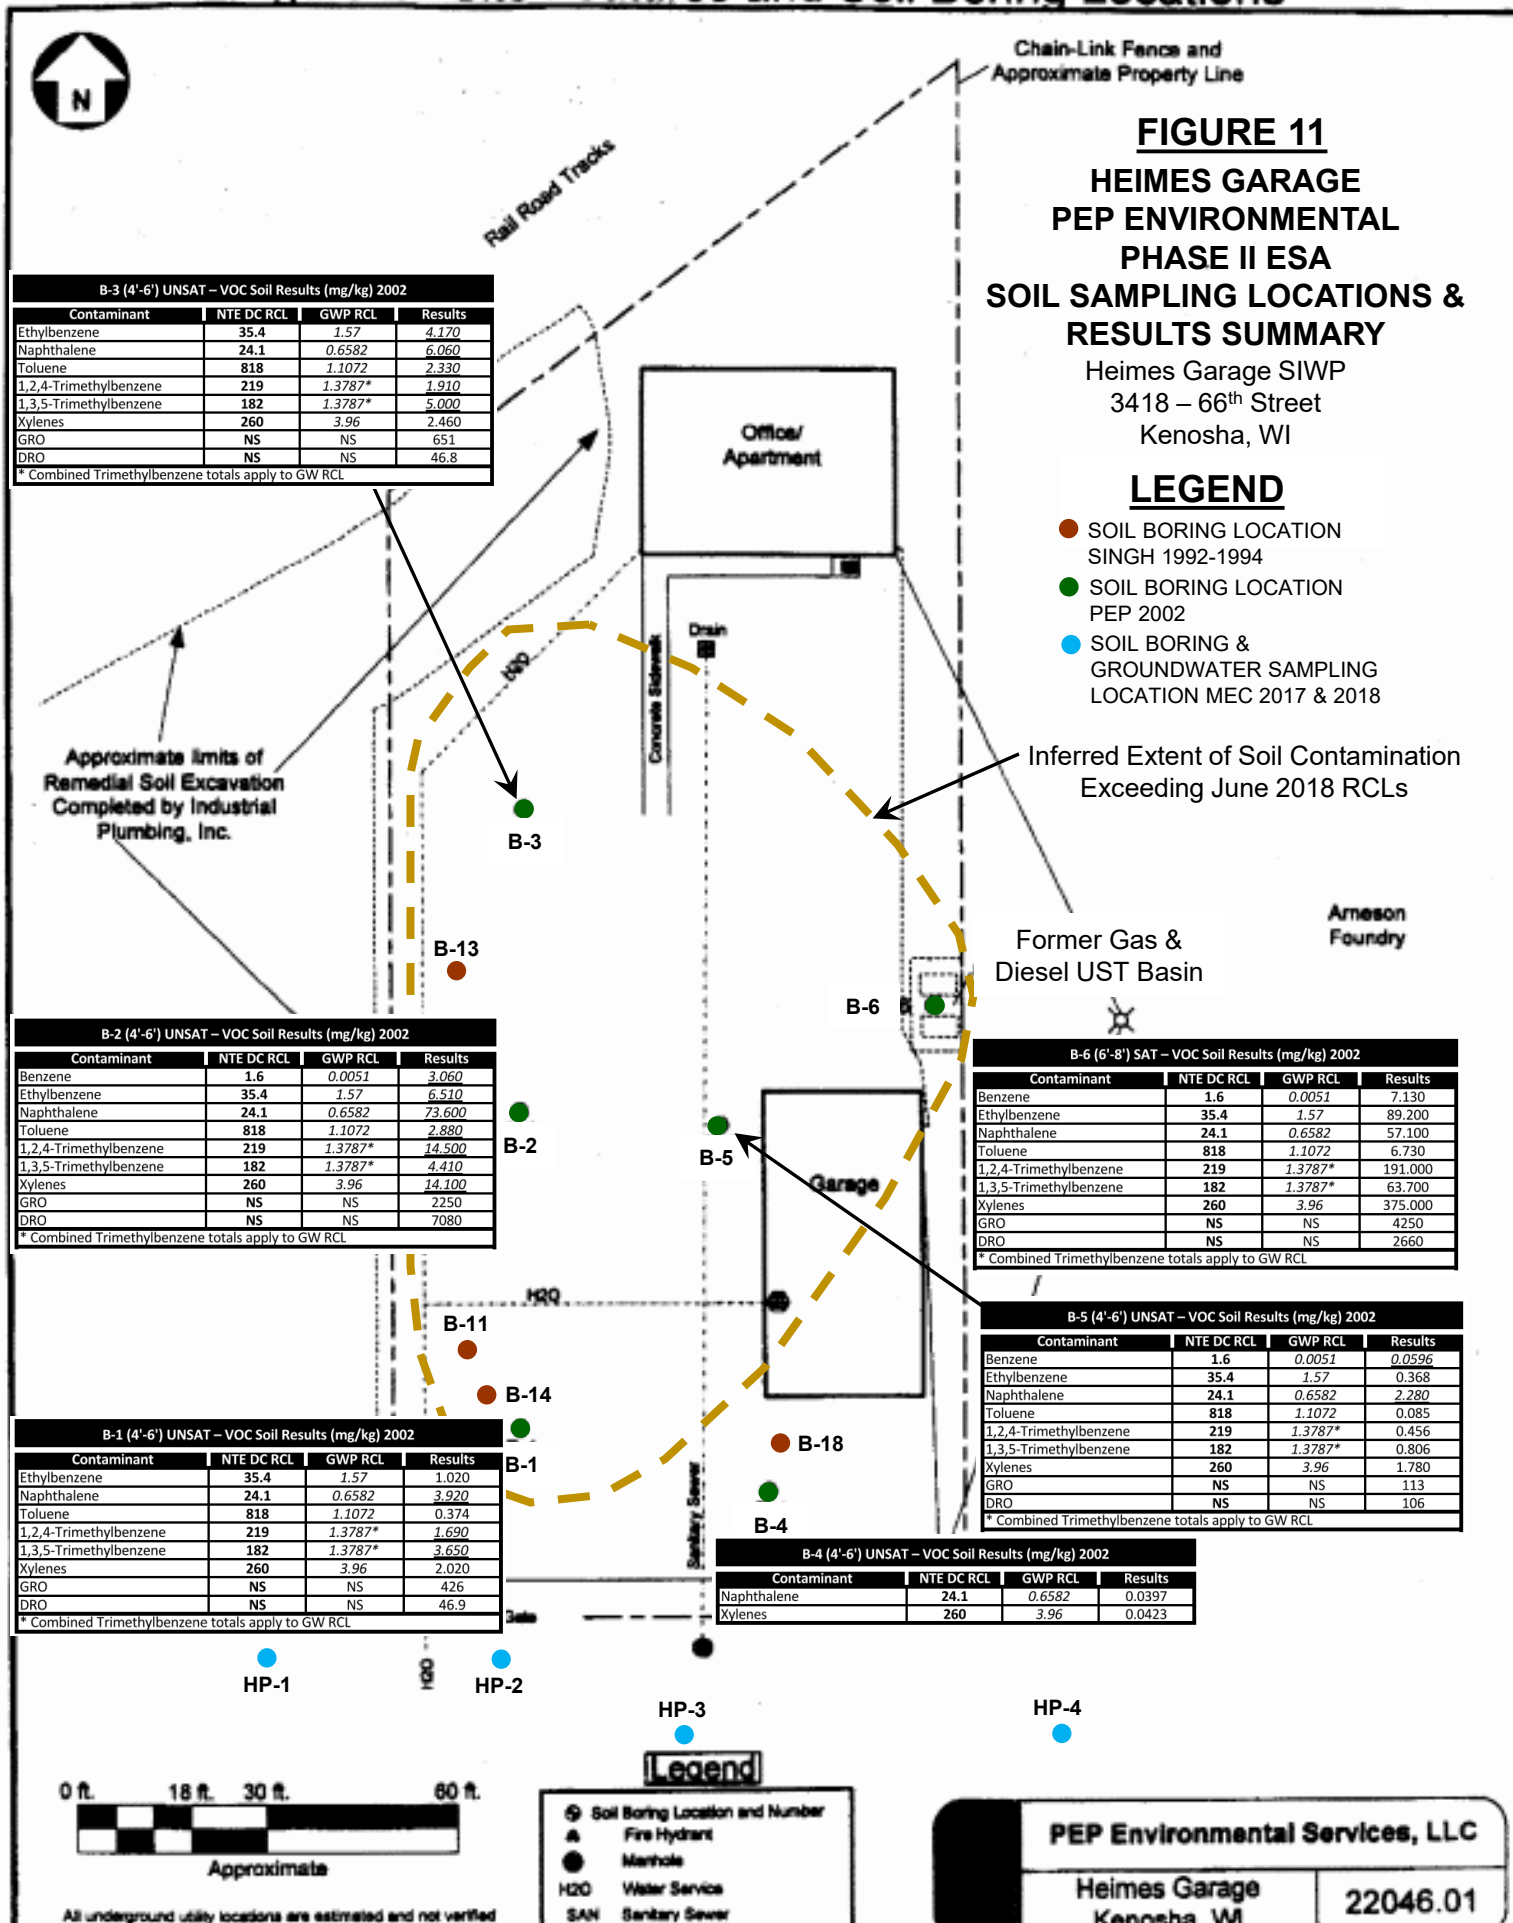 and Soil Boring Locations
N
Chain-Link Fence and
Approximate Property Line
Rail Road Tracks
FIGURE 11
HEIMES GARAGE
PEP ENVIRONMENTAL
PHASE II ESA
SOIL SAMPLING LOCATIONS &
RESULTS SUMMARY
Heimes Garage SIWP
3418 – 66th Street
Kenosha, WI
LEGEND
SOIL BORING LOCATION
SINGH 1992-1994
SOIL BORING LOCATION
PEP 2002
SOIL BORING &
GROUNDWATER SAMPLING
LOCATION MEC 2017 & 2018
B-3 (4'-6') UNSAT – VOC Soil Results (mg/kg) 2002
Contaminant NTE DC RCL GWP RCL Results
Ethylbenzene 35.4 1.57 4.170
Naphthalene 24.1 0.6582 6.060
Toluene 818 1.1072 2.330
1,2,4-Trimethylbenzene 219 1.3787* 1.910
1,3,5-Trimethylbenzene 182 1.3787* 5.000
Xylenes 260 3.96 2.460
GRO NS NS 651
DRO NS NS 46.8
* Combined Trimethylbenzene totals apply to GW RCL
Office/
Apartment
Drain
H2O
Concrete Sidewalk
Approximate limits of
Remedial Soil Excavation
Completed by Industrial
Plumbing, Inc.
Inferred Extent of Soil Contamination
Exceeding June 2018 RCLs
B-3
B-13
Former Gas &
Diesel UST Basin
Arneson
Foundry
B-6
B-2 (4'-6') UNSAT – VOC Soil Results (mg/kg) 2002
Contaminant NTE DC RCL GWP RCL Results
Benzene 1.6 0.0051 3.060
Ethylbenzene 35.4 1.57 6.510
Naphthalene 24.1 0.6582 73.600
Toluene 818 1.1072 2.880
1,2,4-Trimethylbenzene 219 1.3787* 14.500
1,3,5-Trimethylbenzene 182 1.3787* 4.410
Xylenes 260 3.96 14.100
GRO NS NS 2250
DRO NS NS 7080
* Combined Trimethylbenzene totals apply to GW RCL
B-2
B-5
Garage
B-6 (6'-8') SAT – VOC Soil Results (mg/kg) 2002
Contaminant NTE DC RCL GWP RCL Results
Benzene 1.6 0.0051 7.130
Ethylbenzene 35.4 1.57 89.200
Naphthalene 24.1 0.6582 57.100
Toluene 818 1.1072 6.730
1,2,4-Trimethylbenzene 219 1.3787* 191.000
1,3,5-Trimethylbenzene 182 1.3787* 63.700
Xylenes 260 3.96 375.000
GRO NS NS 4250
DRO NS NS 2660
* Combined Trimethylbenzene totals apply to GW RCL
H2O
B-11
B-14
B-1
B-18
B-4
Sanitary Sewer
B-5 (4'-6') UNSAT – VOC Soil Results (mg/kg) 2002
Contaminant NTE DC RCL GWP RCL Results
Benzene 1.6 0.0051 0.0596
Ethylbenzene 35.4 1.57 0.368
Naphthalene 24.1 0.6582 2.280
Toluene 818 1.1072 0.085
1,2,4-Trimethylbenzene 219 1.3787* 0.456
1,3,5-Trimethylbenzene 182 1.3787* 0.806
Xylenes 260 3.96 1.780
GRO NS NS 113
DRO NS NS 106
* Combined Trimethylbenzene totals apply to GW RCL
B-1 (4'-6') UNSAT – VOC Soil Results (mg/kg) 2002
Contaminant NTE DC RCL GWP RCL Results
Ethylbenzene 35.4 1.57 1.020
Naphthalene 24.1 0.6582 3.920
Toluene 818 1.1072 0.374
1,2,4-Trimethylbenzene 219 1.3787* 1.690
1,3,5-Trimethylbenzene 182 1.3787* 3.650
Xylenes 260 3.96 2.020
GRO NS NS 426
DRO NS NS 46.9
* Combined Trimethylbenzene totals apply to GW RCL
B-4 (4'-6') UNSAT – VOC Soil Results (mg/kg) 2002
Contaminant NTE DC RCL GWP RCL Results
Naphthalene 24.1 0.6582 0.0397
Xylenes 260 3.96 0.0423
Gate
H2O
HP-1
HP-2
HP-3
HP-4
0 ft. 18 ft. 30 ft. 60 ft.
Approximate
All underground utility locations are estimated and not verified
Legend
Soil Boring Location and Number
Fire Hydrant
Manhole
H2O Water Service
SAN Sanitary Sewer
PEP Environmental Services, LLC
Heimes Garage
Kenosha, WI
22046.01